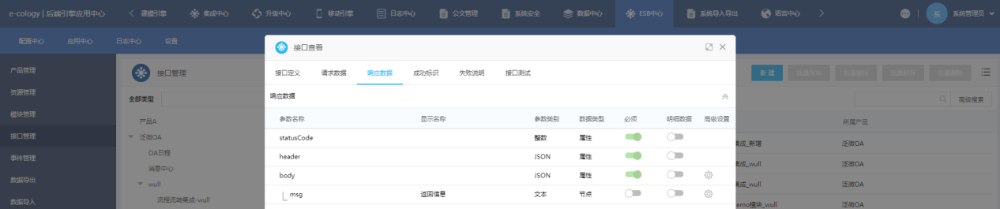 e-cology | 后端引擎应用中心 建模引擎 集成中心 升级中心 移动引擎 日志中心 公文管理 系统安全 数据中心 ESB中心 系统导入导出 语言中心 系统管理员
配置中心 应用中心 日志中心 设置
产品管理
资源管理
模块管理
接口管理
事件管理
数据导出
数据导入
接口管理
新 建
全部类型
高级搜索
产品A
泛微OA
OA日程
消息中心
wull
流程流转集成-wull
接口查看
接口定义 请求数据 响应数据 成功标识 失败说明 接口测试
响应数据
参数名称 显示名称 参数类别 数据类型 必须 明细数据 高级设置
statusCode 整数 属性
header JSON 属性
body JSON 属性
msg 返回信息 文本 节点
所属产品
集成_新增 泛微OA
集成_wull 泛微OA
集成_wull 泛微OA
emo模块_wull 泛微OA